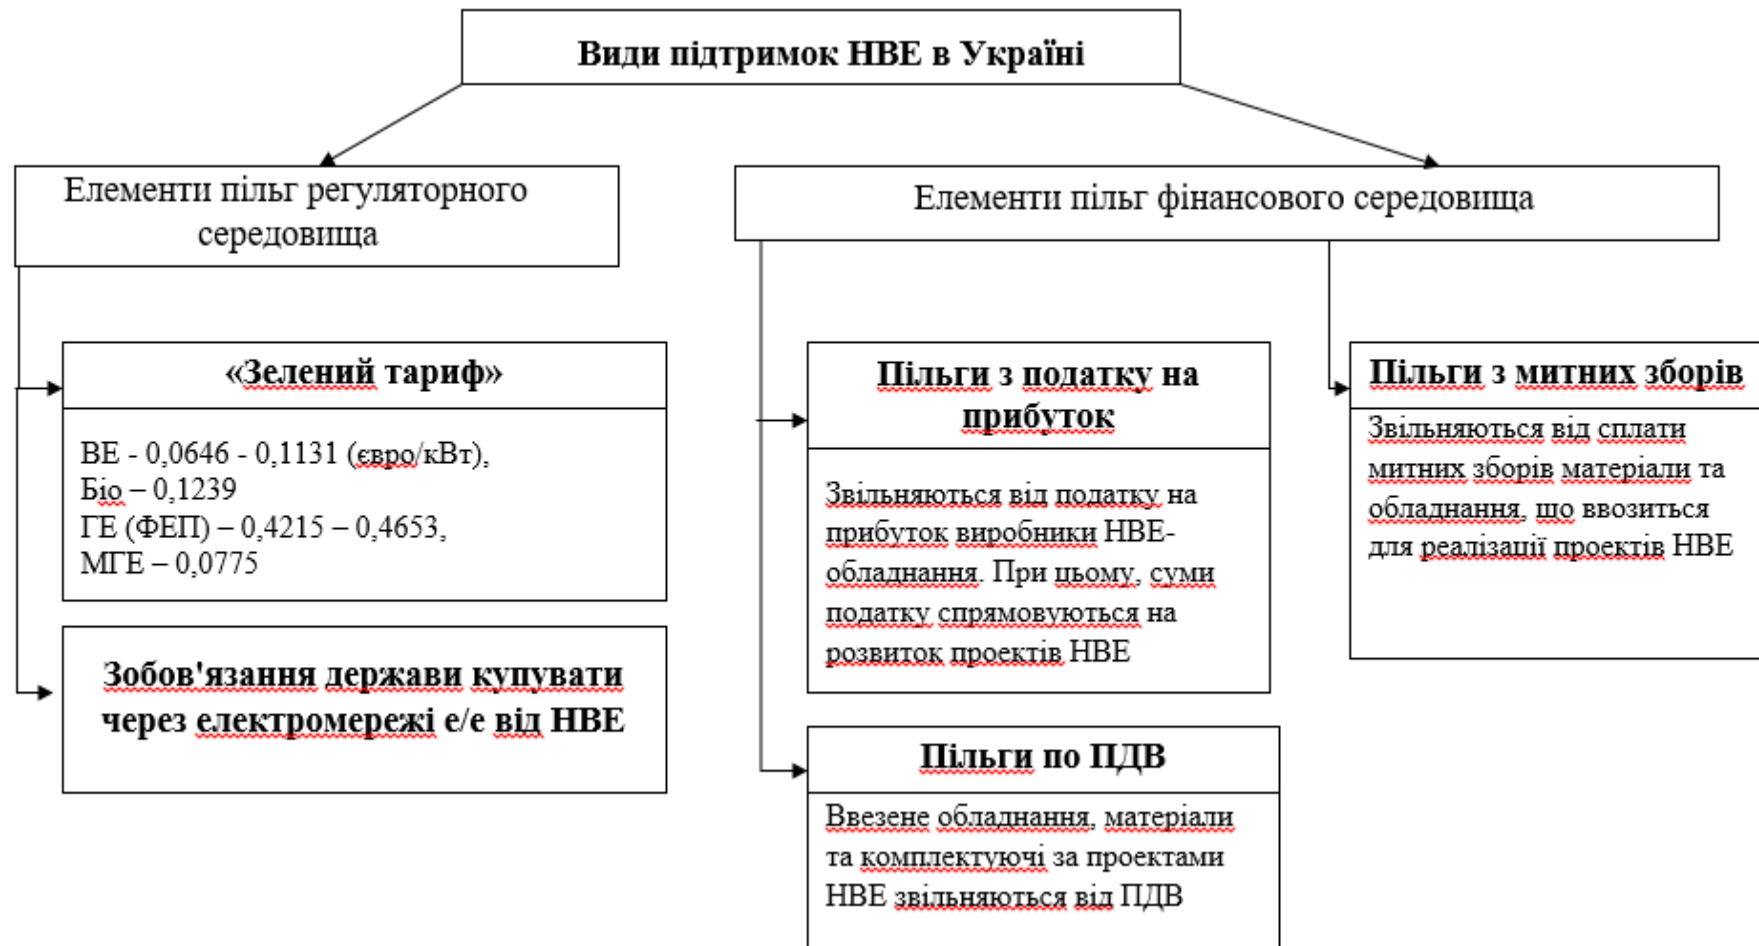 Види підтримок НВЕ в Україні
Елементи пільг регуляторного
середовища
Елементи пільг фінансового середовища
«Зелений тариф»
ВЕ - 0,0646 - 0,1131 (євро/кВт),
Біо – 0,1239
ГЕ (ФЕП) – 0,4215 – 0,4653,
МГЕ – 0,0775
Зобов'язання держави купувати
через електромережі е/е від НВЕ
Пільги з податку на
прибуток
Звільняються від податку на
прибуток виробники НВЕ-
обладнання. При цьому, суми
податку спрямовуються на
розвиток проектів НВЕ
Пільги по ПДВ
Ввезене обладнання, матеріали
та комплектуючі за проектами
НВЕ звільняються від ПДВ
Пільги з митних зборів
Звільняються від сплати
митних зборів матеріали та
обладнання, що ввозиться
для реалізації проектів НВЕ